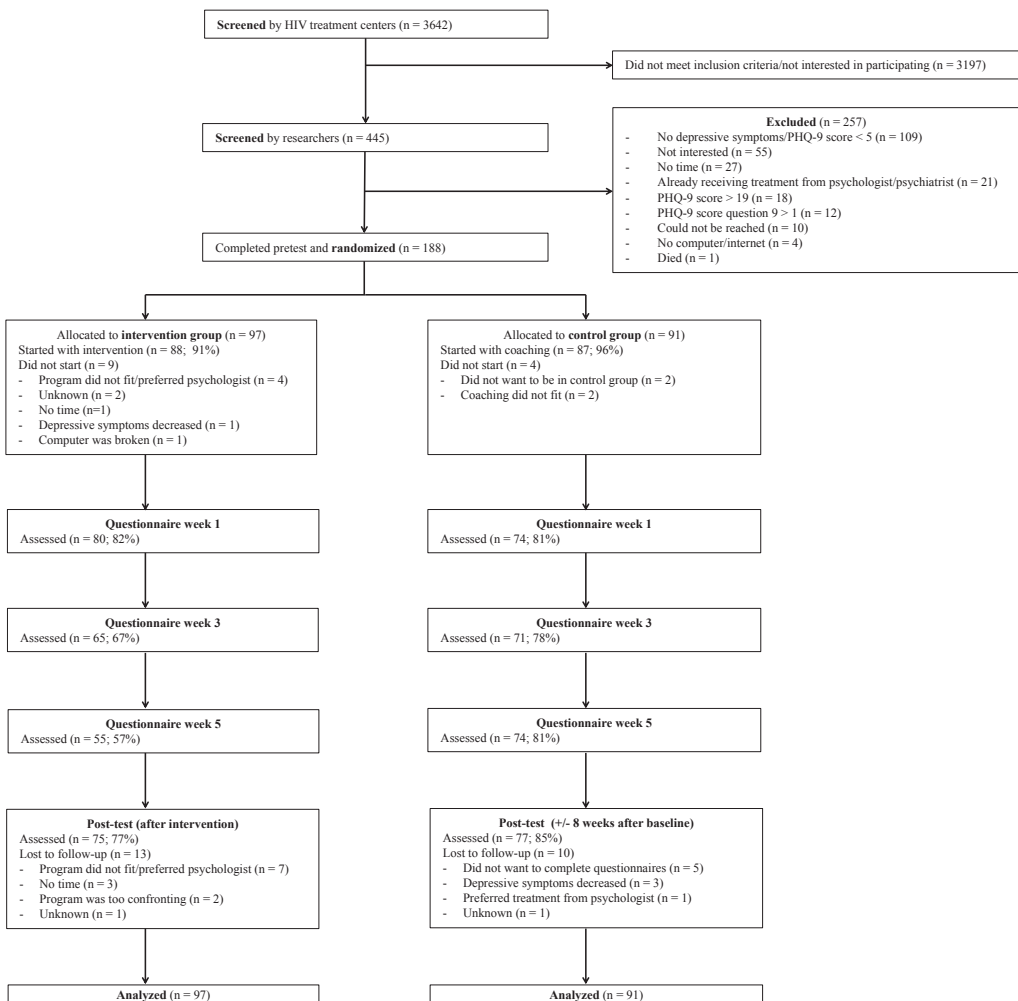 Screened by HIV treatment centers (n = 3642)
Did not meet inclusion criteria/not interested in participating (n = 3197)
Screened by researchers (n = 445)
Excluded (n = 257)
- No depressive symptoms/PHQ-9 score < 5 (n = 109)
- Not interested (n = 55)
- No time (n = 27)
- Already receiving treatment from psychologist/psychiatrist (n = 21)
- PHQ-9 score > 19 (n = 18)
- PHQ-9 score question 9 > 1 (n = 12)
- Could not be reached (n = 10)
- No computer/internet (n = 4)
- Died (n = 1)
Completed pretest and randomized (n = 188)
Allocated to intervention group (n = 97)
Started with intervention (n = 88; 91%)
Did not start (n = 9)
- Program did not fit/preferred psychologist (n = 4)
- Unknown (n = 2)
- No time (n=1)
- Depressive symptoms decreased (n = 1)
- Computer was broken (n = 1)
Allocated to control group (n = 91)
Started with coaching (n = 87; 96%)
Did not start (n = 4)
- Did not want to be in control group (n = 2)
- Coaching did not fit (n = 2)
Questionnaire week 1
Assessed (n = 80; 82%)
Questionnaire week 1
Assessed (n = 74; 81%)
Questionnaire week 3
Assessed (n = 65; 67%)
Questionnaire week 3
Assessed (n = 71; 78%)
Questionnaire week 5
Assessed (n = 55; 57%)
Questionnaire week 5
Assessed (n = 74; 81%)
Post-test (after intervention)
Assessed (n = 75; 77%)
Lost to follow-up (n = 13)
- Program did not fit/preferred psychologist (n = 7)
- No time (n = 3)
- Program was too confronting (n = 2)
- Unknown (n = 1)
Post-test (+/- 8 weeks after baseline)
Assessed (n = 77; 85%)
Lost to follow-up (n = 10)
- Did not want to complete questionnaires (n = 5)
- Depressive symptoms decreased (n = 3)
- Preferred treatment from psychologist (n = 1)
- Unknown (n = 1)
Analyzed (n = 97)
Analyzed (n = 91)